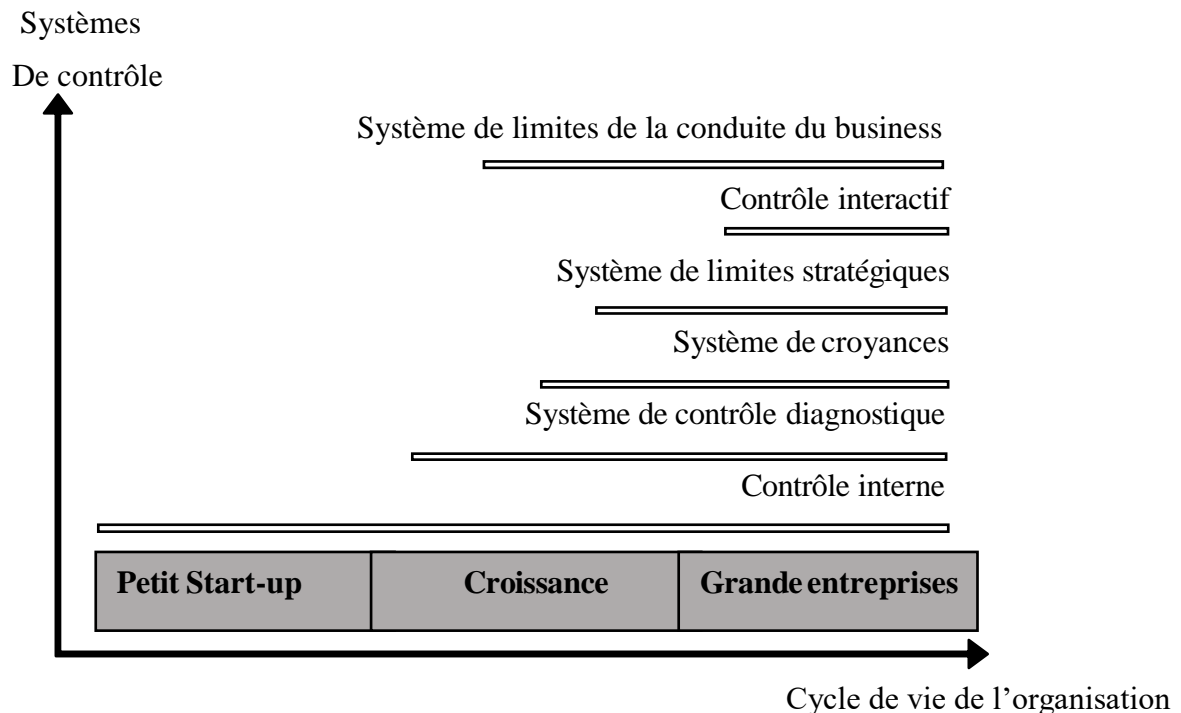 Systèmes
De contrôle
Système de limites de la conduite du business
Contrôle interactif
Système de limites stratégiques
Système de croyances
Système de contrôle diagnostique
Contrôle interne
Petit Start-up Croissance Grande entreprises
Cycle de vie de l’organisation